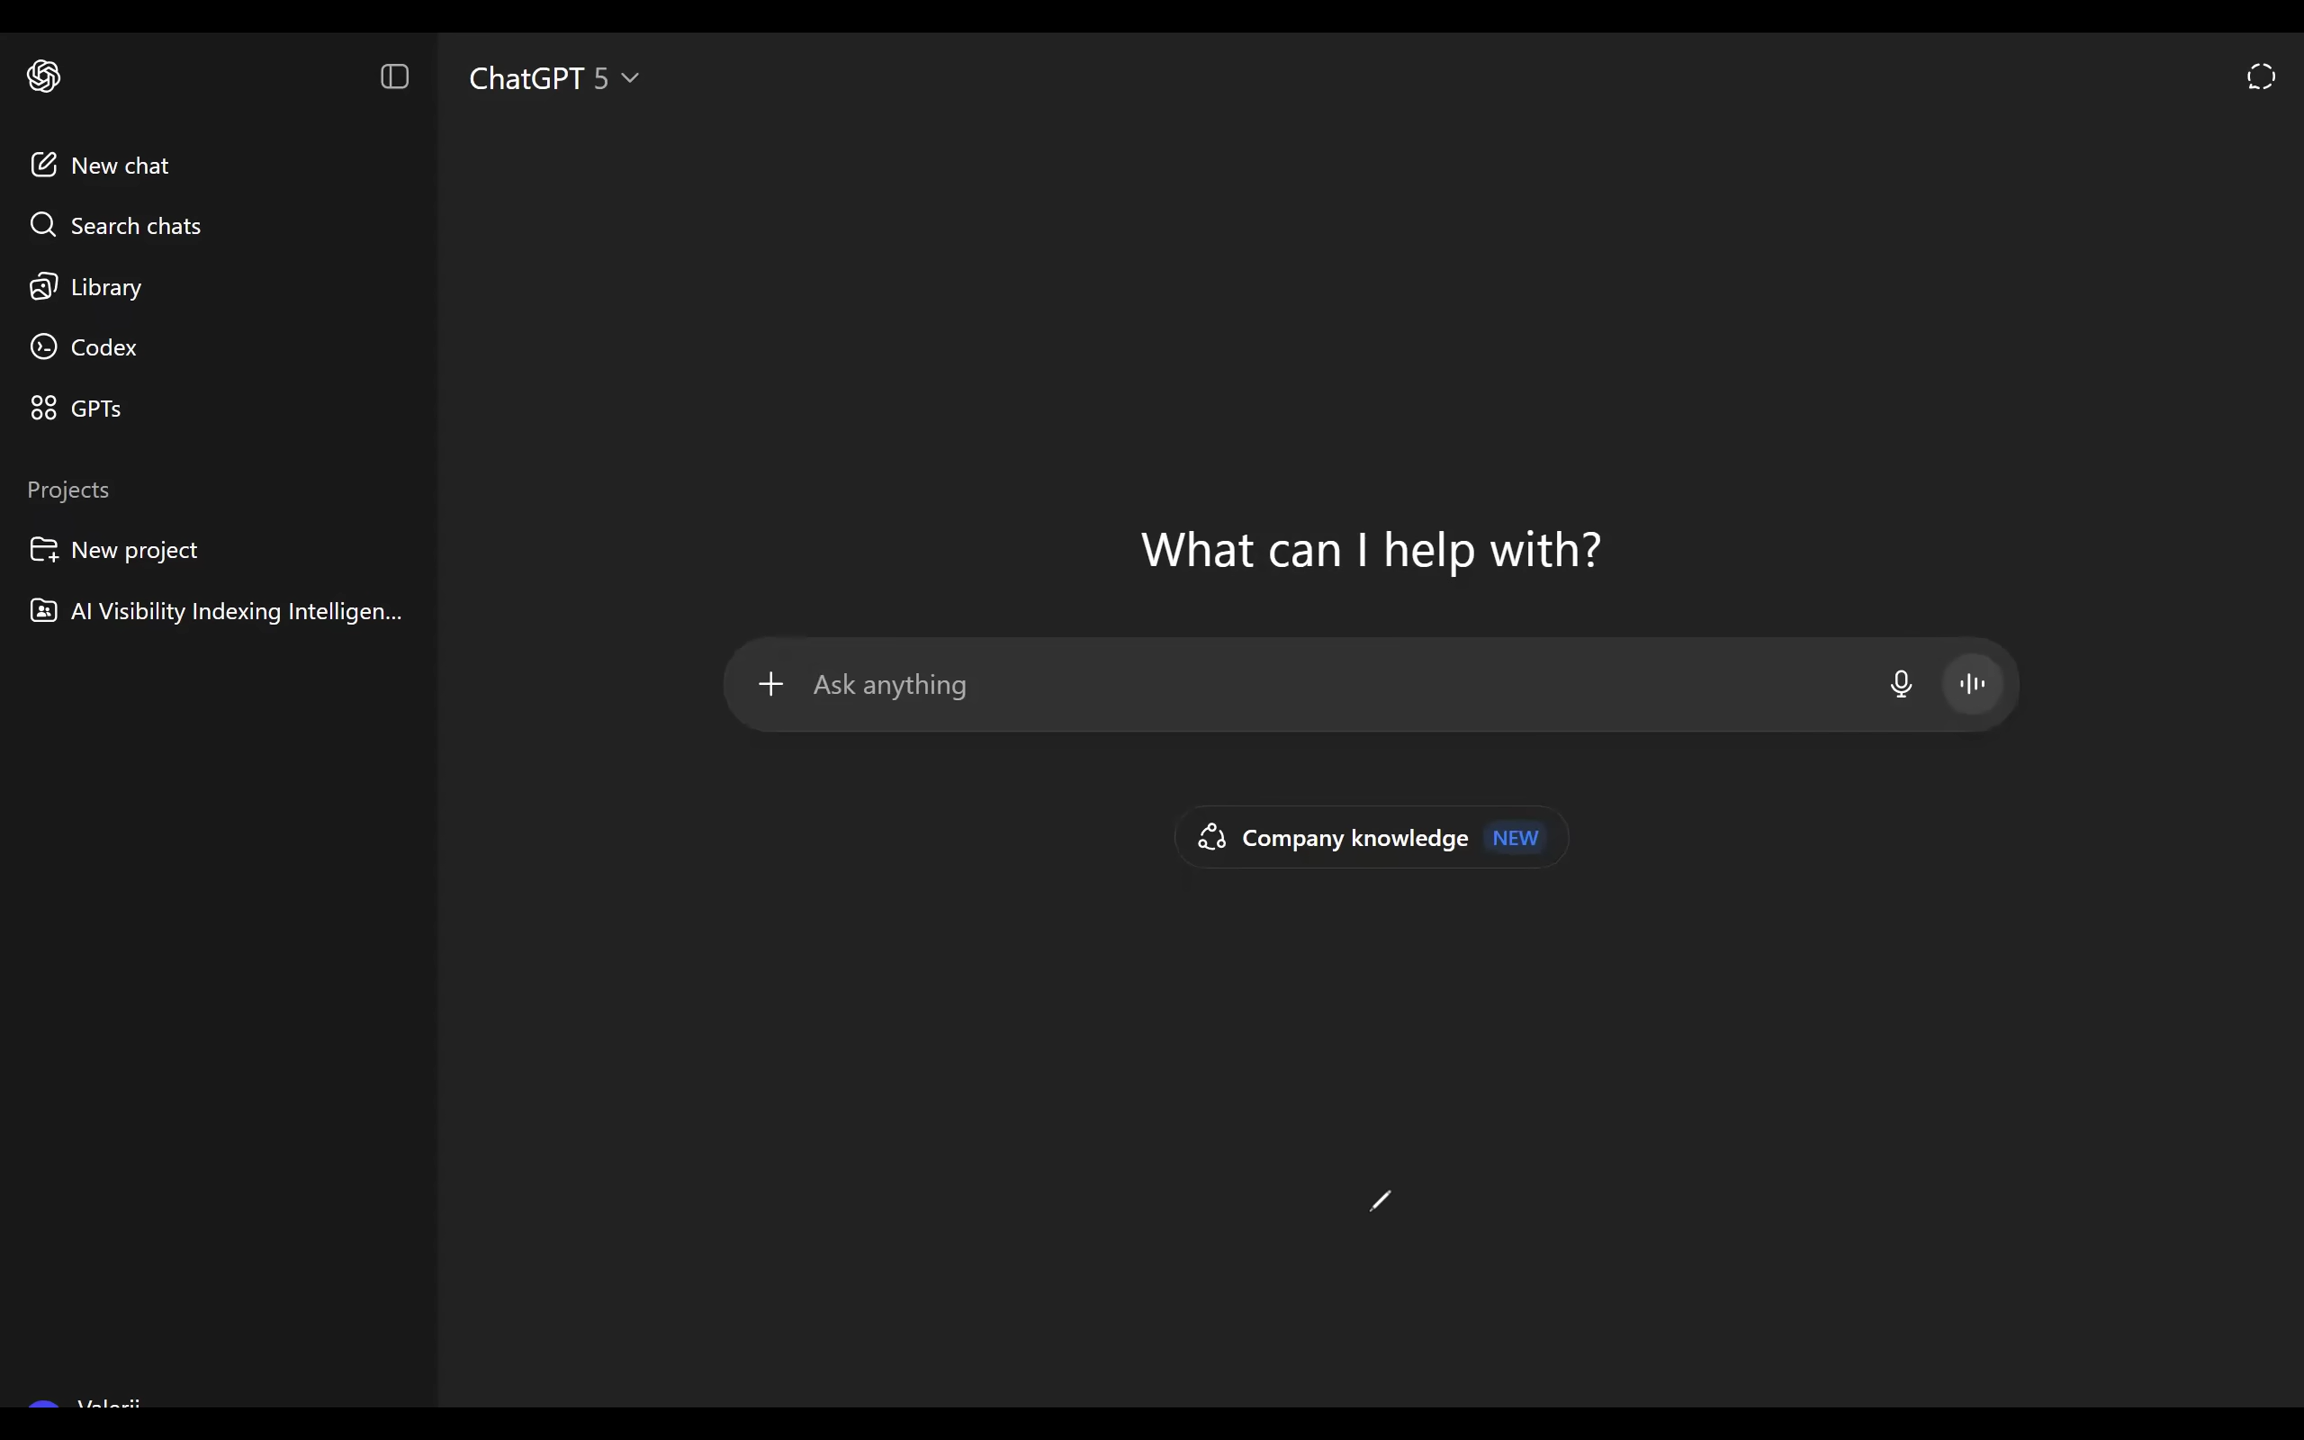 ChatGPT 5
New chat
Search chats
Library
Codex
GPTs
Projects
New project
AI Visibility Indexing Intelligen...
What can I help with?
Ask anything
Company knowledge NEW
Valerii